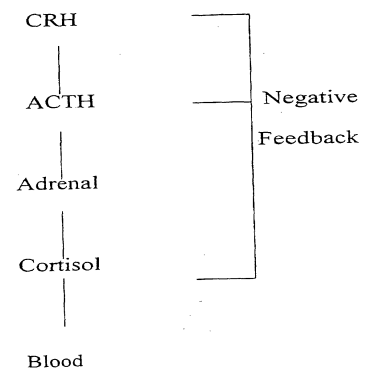 CRH
ACTH
Negative
Feedback
Adrenal
Cortisol
Blood